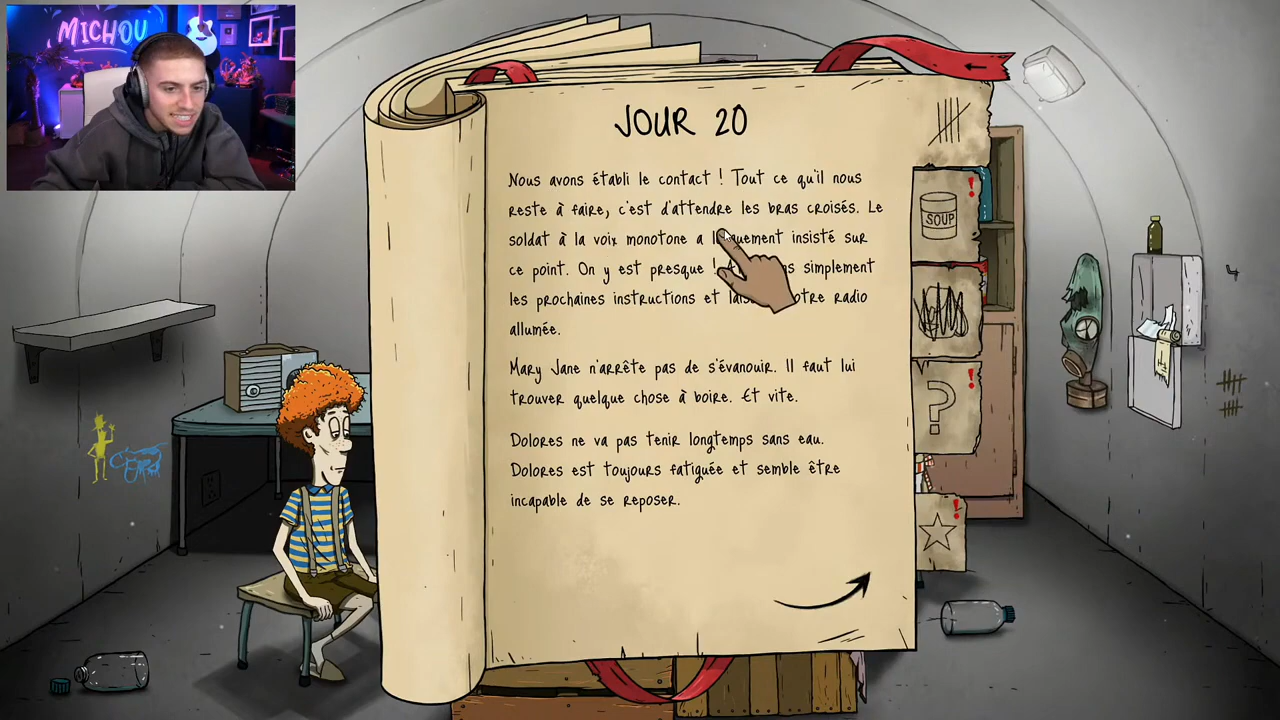 MICHOU
JOUR 20
Nous avons établi le contact ! Tout ce qu'il nous
reste à faire, c'est d'attendre les bras croisés. Le
soldat à la voix monotone a insisté sur
ce point. On y est presque ! simplement
les prochaines instructions et radio
allumée.
Mary Jane n'arrête pas de s'évanouir. Il faut lui
trouver quelque chose à boire. Et vite.
Dolores ne va pas tenir longtemps sans eau.
Dolores est toujours fatiguée et semble être
incapable de se reposer.
SOUP
!
?
!
!